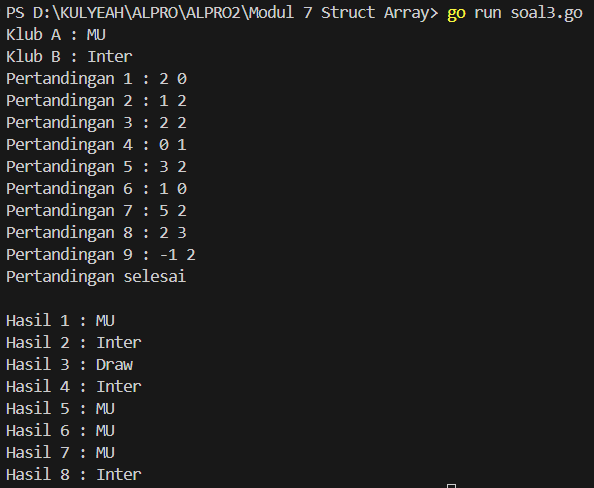 PS D:\KULYEAH\ALPRO\ALPRO2\Modul 7 Struct Array> go run soal3.go
Klub A : MU
Klub B : Inter
Pertandingan 1 : 2 0
Pertandingan 2 : 1 2
Pertandingan 3 : 2 2
Pertandingan 4 : 0 1
Pertandingan 5 : 3 2
Pertandingan 6 : 1 0
Pertandingan 7 : 5 2
Pertandingan 8 : 2 3
Pertandingan 9 : -1 2
Pertandingan selesai
Hasil 1 : MU
Hasil 2 : Inter
Hasil 3 : Draw
Hasil 4 : Inter
Hasil 5 : MU
Hasil 6 : MU
Hasil 7 : MU
Hasil 8 : Inter